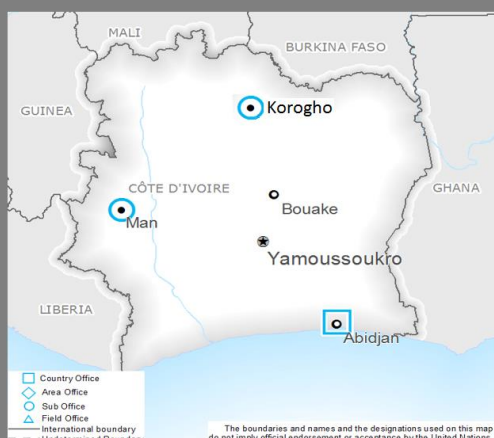 MALI
BURKINA FASO
GUINEA
Korogho
CÔTE D'IVOIRE
GHANA
Bouake
Man
Yamoussoukro
LIBERIA
Abidjan
Country Office
Area Office
Sub Office
Field Office
International boundary
The boundaries and names and the designations used on this map
do not imply official endorsement or acceptance by the United Nations